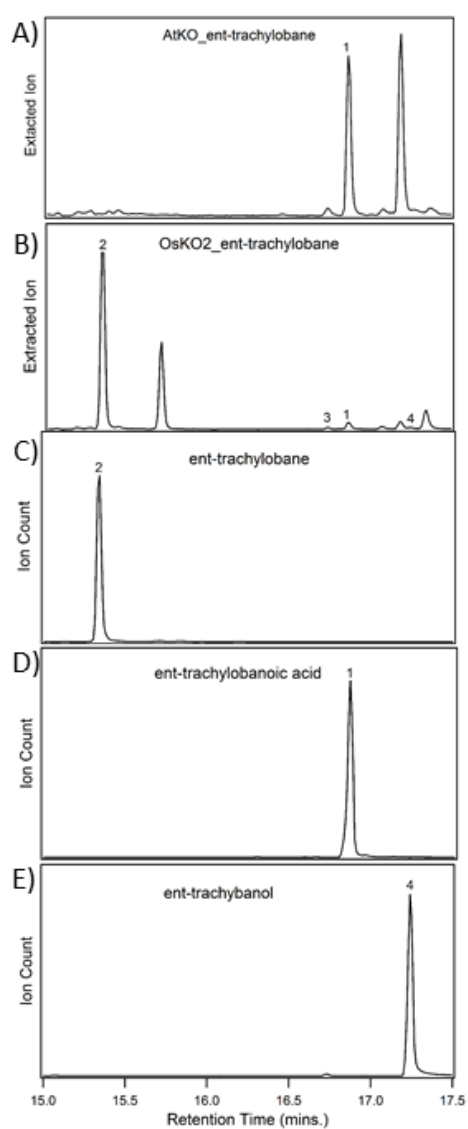 A)
AtKO_ent-trachylobane
1
Extacted Ion
B)
OsKO2_ent-trachylobane
2
3
1
4
Extracted Ion
C)
ent-trachylobane
2
Ion Count
D)
ent-trachylobanoic acid
1
Ion Count
E)
ent-trachybanol
4
Ion Count
15.0 15.5 16.0 16.5 17.0 17.5
Retention Time (mins.)